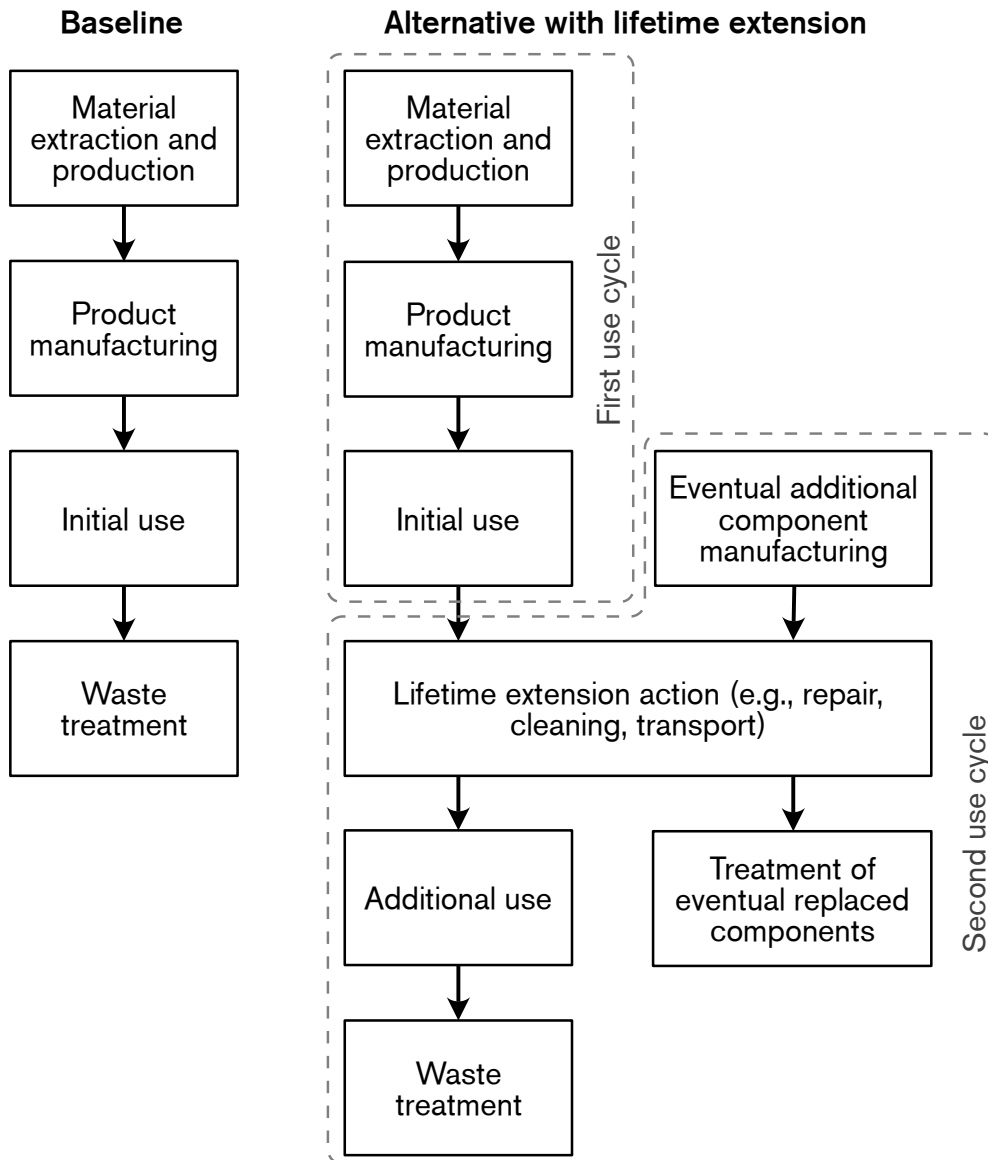 Baseline
Material
extraction and
production
Product
manufacturing
Initial use
Waste
treatment
Alternative with lifetime extension
Material
extraction and
production
Product
manufacturing
Initial use
First use cycle
Eventual additional
component
manufacturing
Lifetime extension action (e.g., repair,
cleaning, transport)
Additional use
Treatment of
eventual replaced
components
Waste
treatment
Second use cycle